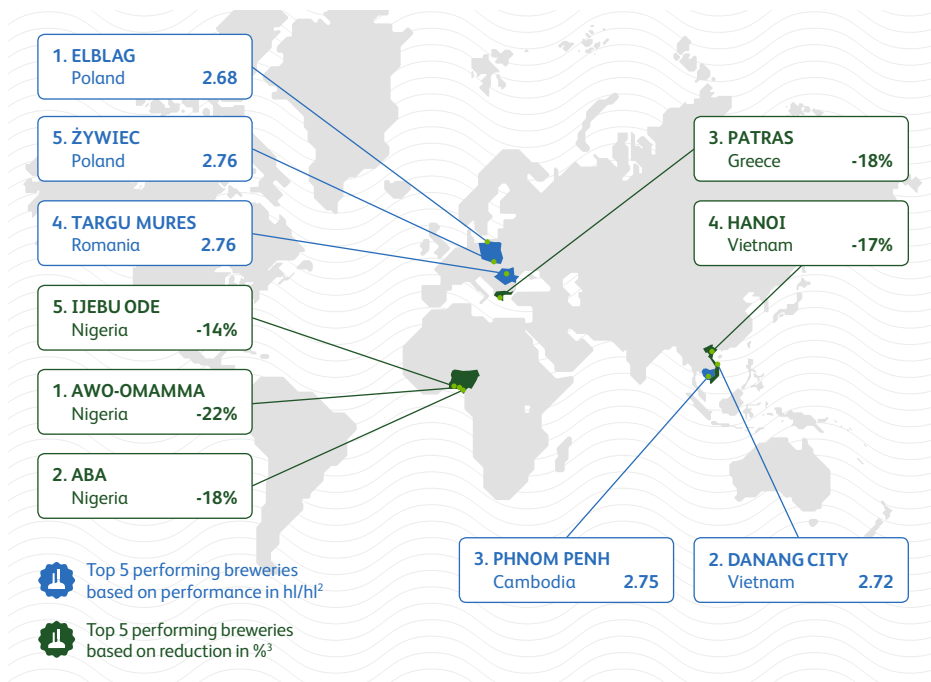 1. ELBLAG
Poland 2.68
5. ŻYWIEC
Poland 2.76
4. TARGU MURES
Romania 2.76
5. IJEBU ODE
Nigeria -14%
1. AWO-OMAMMA
Nigeria -22%
2. ABA
Nigeria -18%
3. PATRAS
Greece -18%
4. HANOI
Vietnam -17%
3. PHNOM PENH
Cambodia 2.75
2. DANANG CITY
Vietnam 2.72
Top 5 performing breweries
based on performance in hl/hl²
Top 5 performing breweries
based on reduction in %³